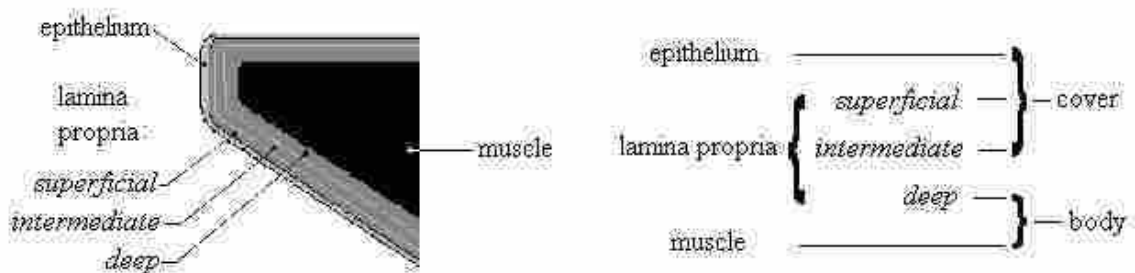 epithelium
lamina
propria
superficial
intermediate
deep
muscle
epithelium
superficial
cover
lamina propria
intermediate
deep
body
muscle